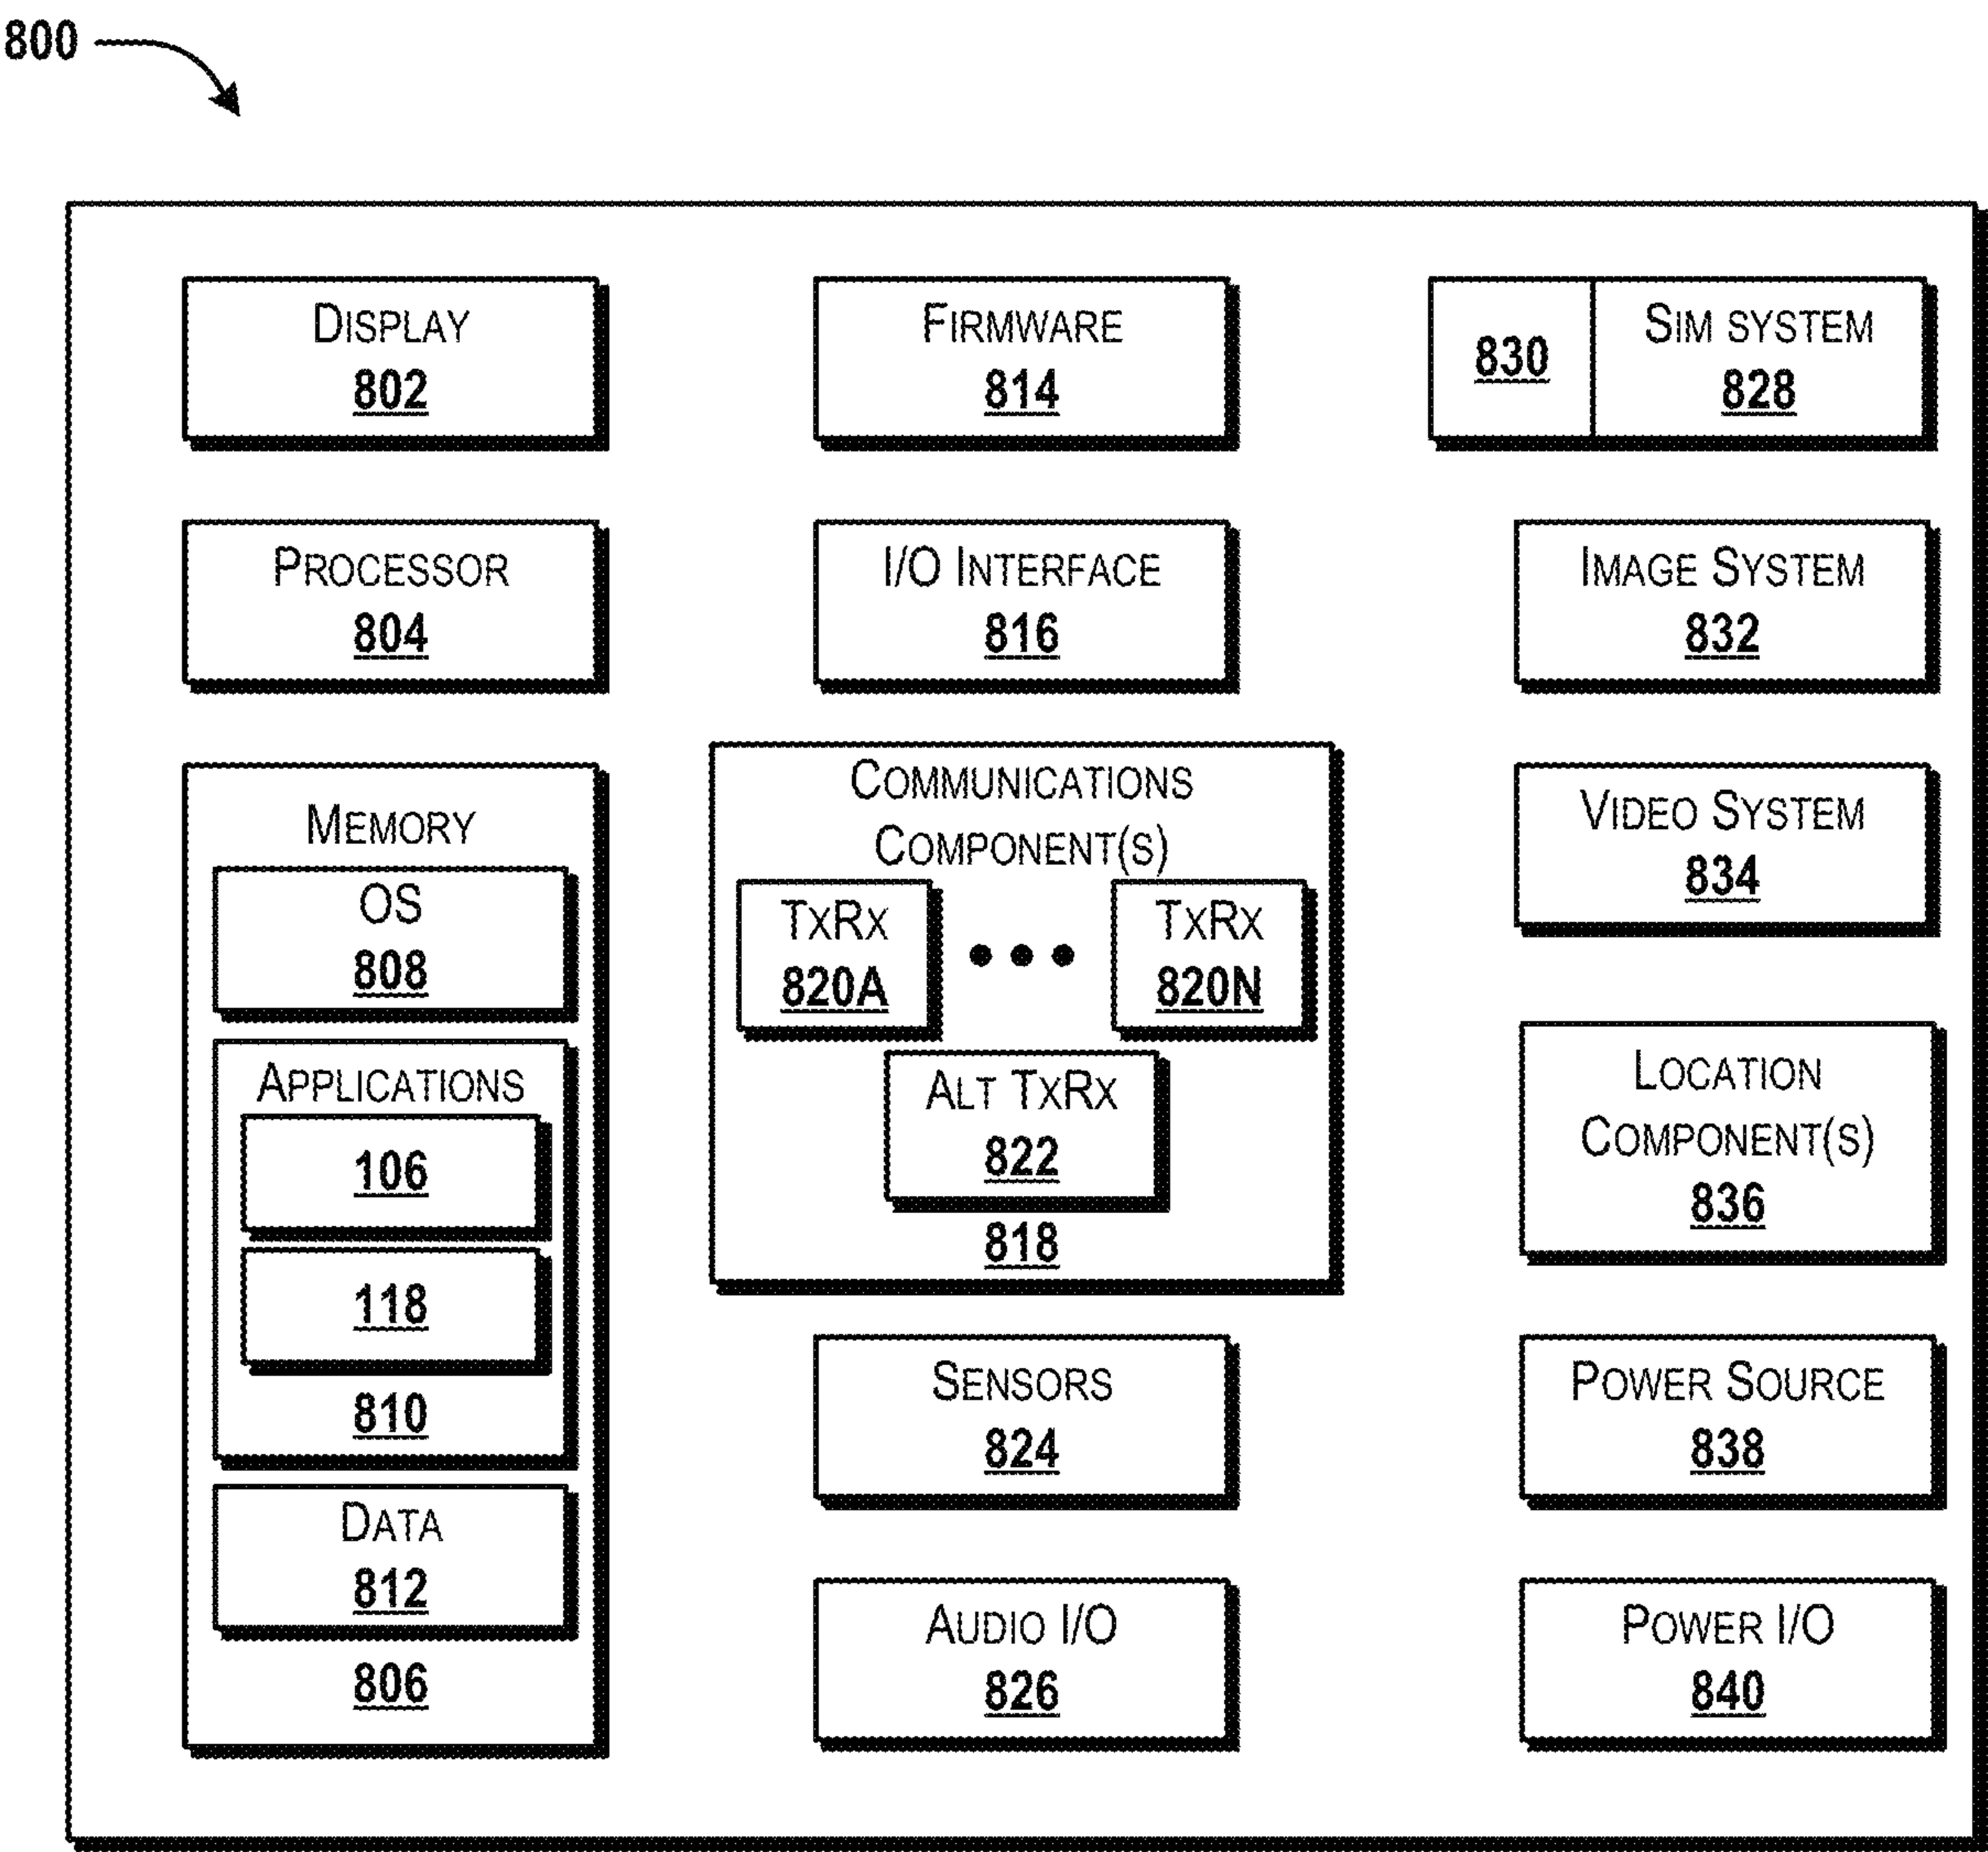 800
DISPLAY
802
FIRMWARE
814
830
SIM SYSTEM
828
PROCESSOR
804
I/O INTERFACE
816
IMAGE SYSTEM
832
MEMORY
OS
808
APPLICATIONS
106
118
810
DATA
812
806
COMMUNICATIONS
COMPONENT(S)
TXRX
820A
TXRX
820N
ALT TXRX
822
818
VIDEO SYSTEM
834
LOCATION
COMPONENT(S)
836
SENSORS
824
POWER SOURCE
838
AUDIO I/O
826
POWER I/O
840